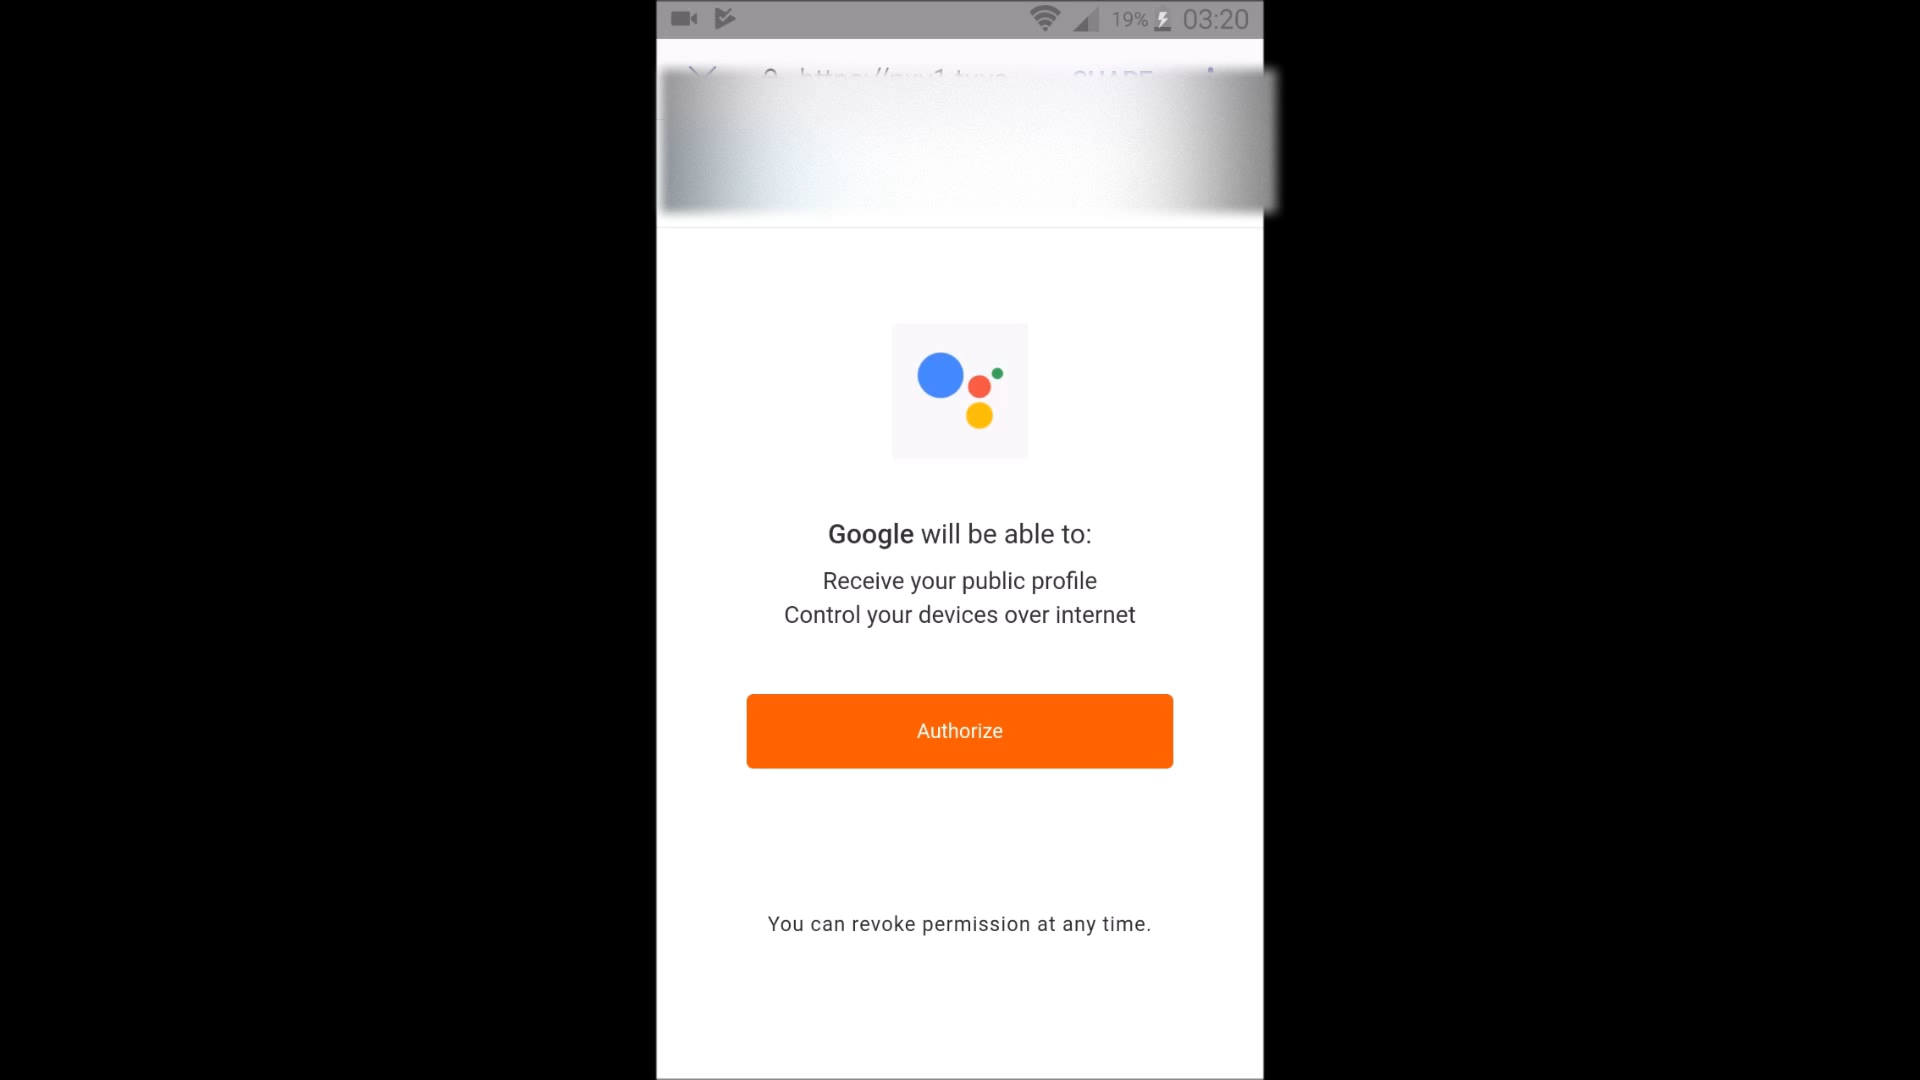 19% 03:20
Google will be able to:
Receive your public profile
Control your devices over internet
Authorize
You can revoke permission at any time.